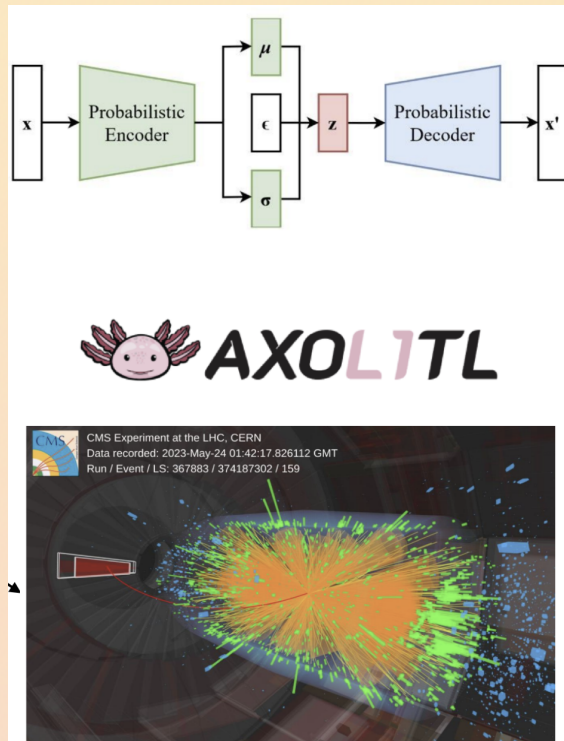 x
Probabilistic
Encoder
μ
ϵ
σ
z
Probabilistic
Decoder
x'
AXOL1TL
CMS
CMS Experiment at the LHC, CERN
Data recorded: 2023-May-24 01:42:17.826112 GMT
Run / Event / LS: 367883 / 374187302 / 159